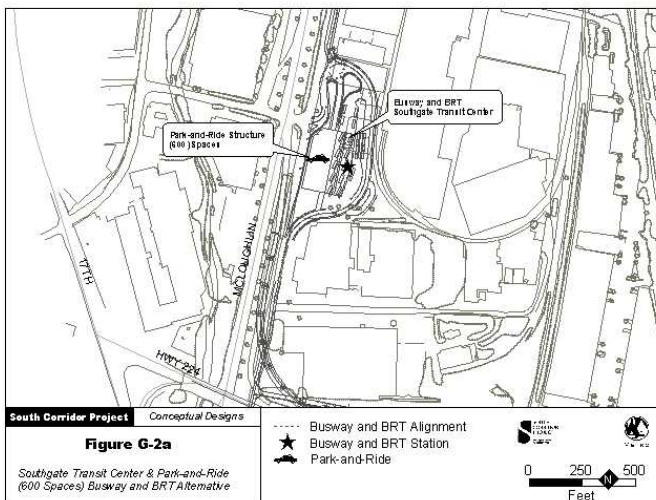 Busway and BRT
Southgate Transit Center
Park-and-Ride Structure
(600 )Spaces
MCLOUGHLIN
17TH
HWY 224
South Corridor Project
Conceptual Designs
Figure G-2a
Southgate Transit Center & Park-and-Ride
(600 Spaces) Busway and BRT Alternative
Busway and BRT Alignment
Busway and BRT Station
Park-and-Ride
0 250 500
Feet
N